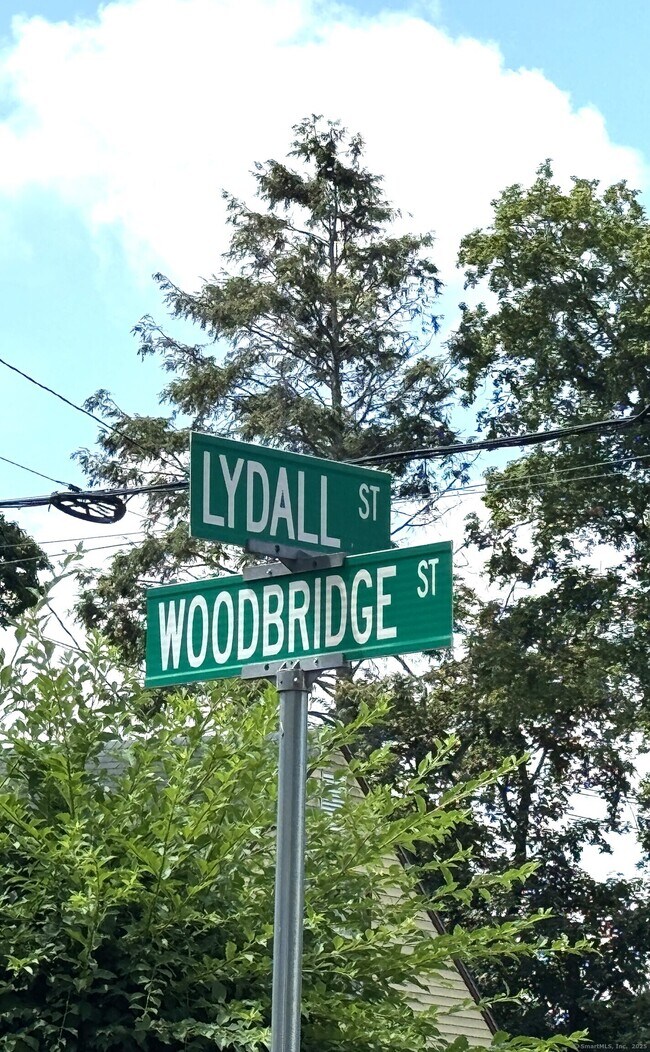 LYDALL ST
WOODBRIDGE ST
©SmartMLS, Inc. 2025